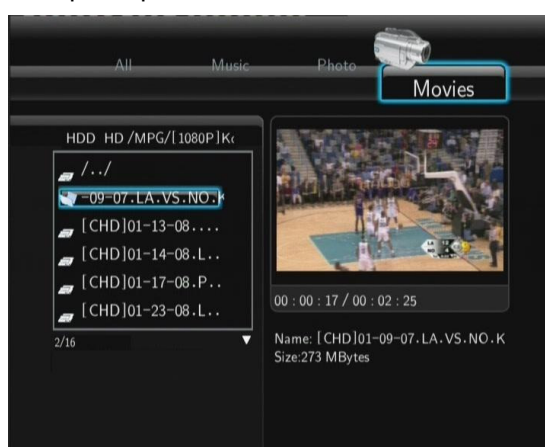 All Music Photo
Movies
HDD HD/MPG/[1080P]K
/../
-09-07.LA.VS.NO.K
[CHD]01-13-08....
[CHD]01-14-08.L..
[CHD]01-17-08.P..
[CHD]01-23-08.L..
2/16
00 : 00 : 17 / 00 : 02 : 25
Name: [CHD]01-09-07.LA.VS.NO.K
Size:273 MBytes